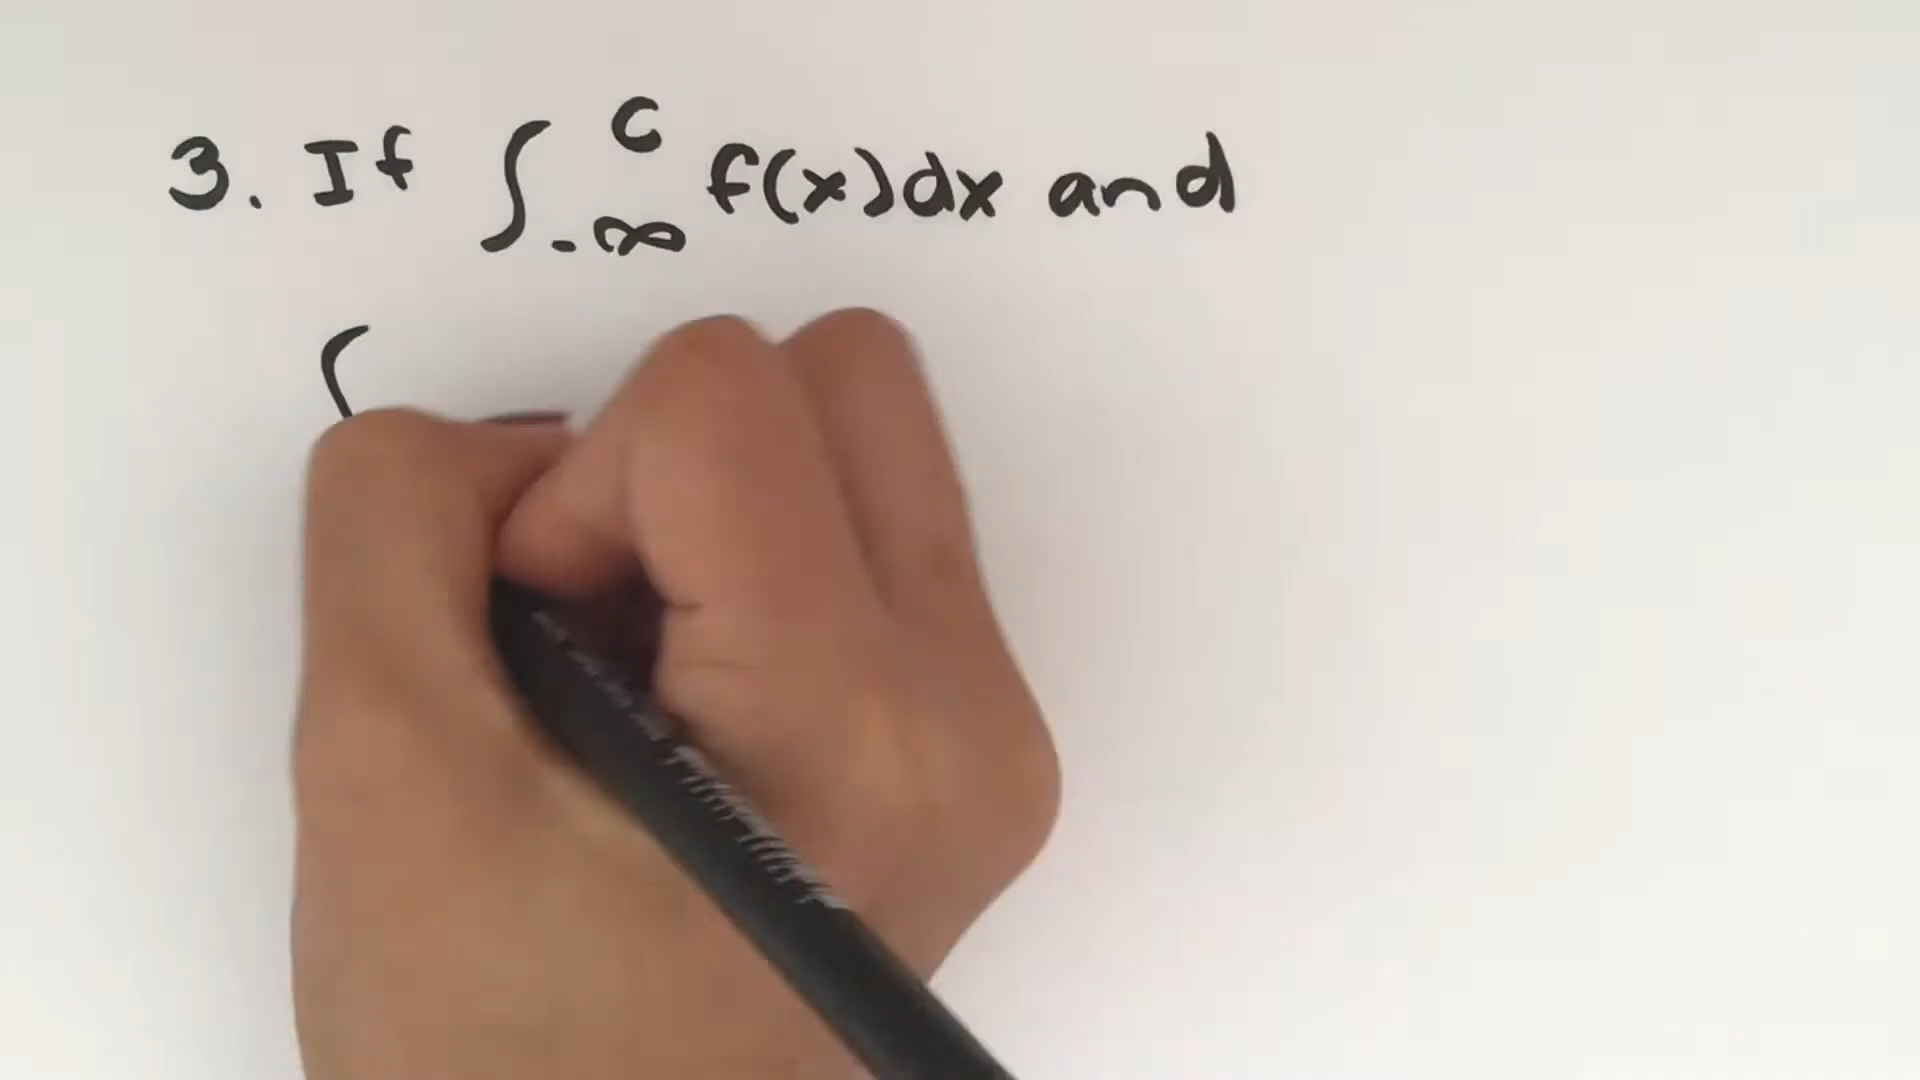 3. If ∫_{-∞}^{c} f(x)dx and
∫